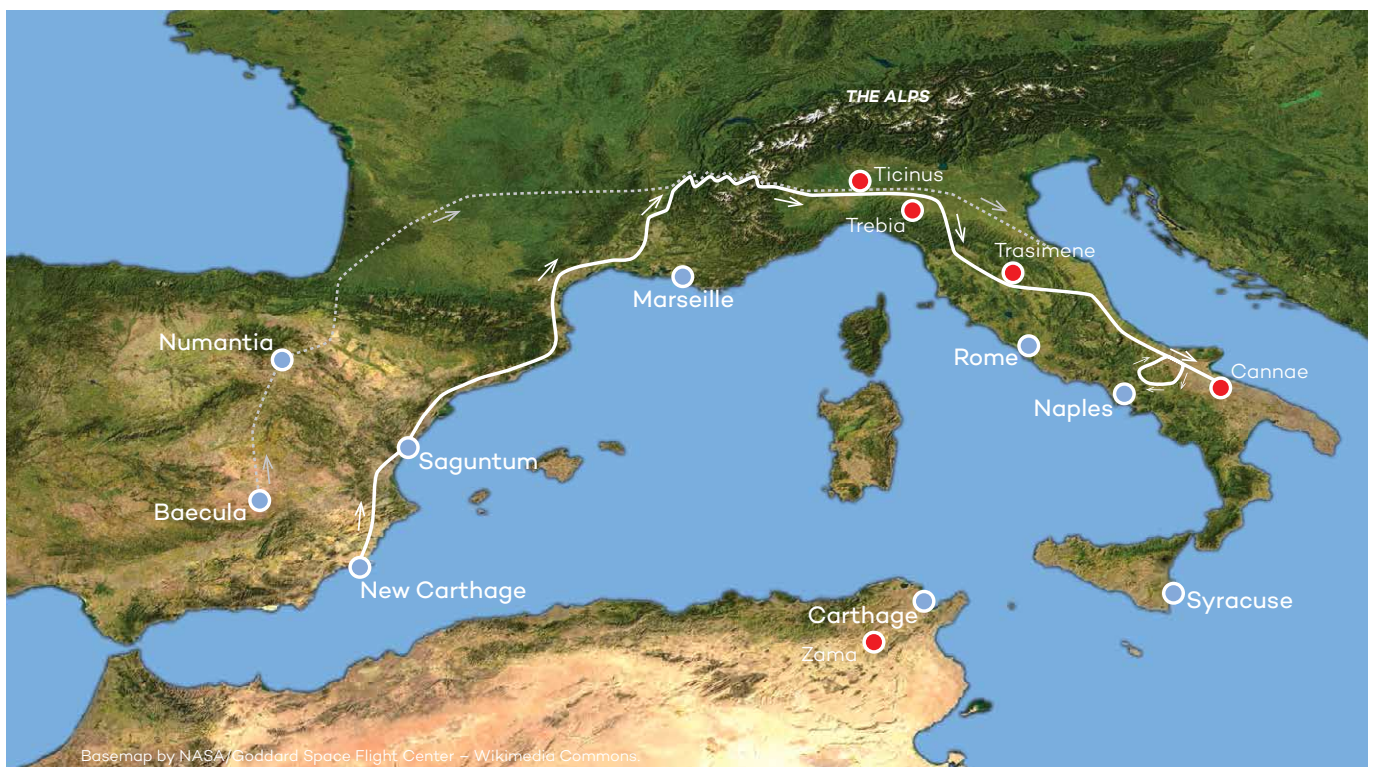 THE ALPS
Ticinus
Trebia
Trasimene
Marseille
Numantia
Rome
Cannae
Naples
Saguntum
Baecula
New Carthage
Carthage
Syracuse
Zama
Basemap by NASA/Goddard Space Flight Center – Wikimedia Commons.